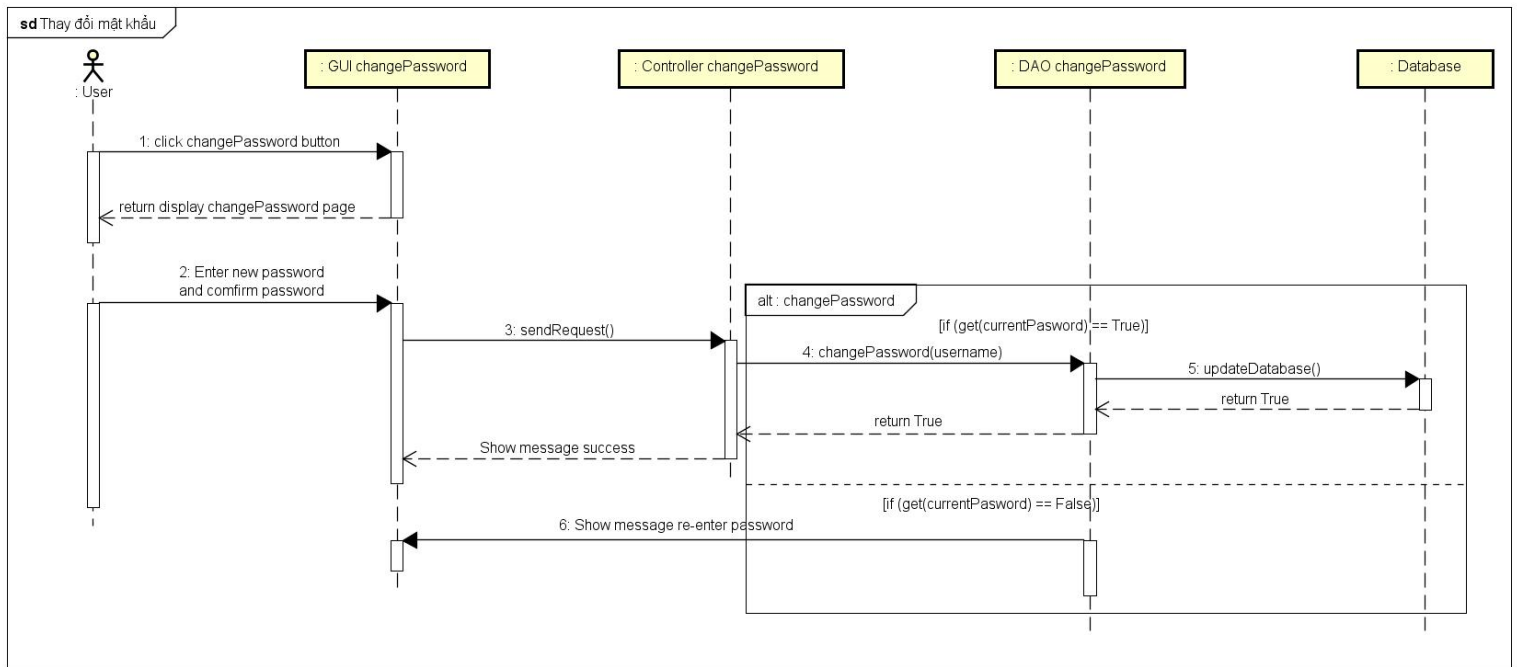 sd Thay đổi mật khẩu
: User
: GUI changePassword
: Controller changePassword
: DAO changePassword
: Database
1: click changePassword button
return display changePassword page
2: Enter new password
and comfirm password
alt : changePassword
[if (get(currentPasword) == True)]
3: sendRequest()
4: changePassword(username)
5: updateDatabase()
return True
return True
Show message success
[if (get(currentPasword) == False)]
6: Show message re-enter password